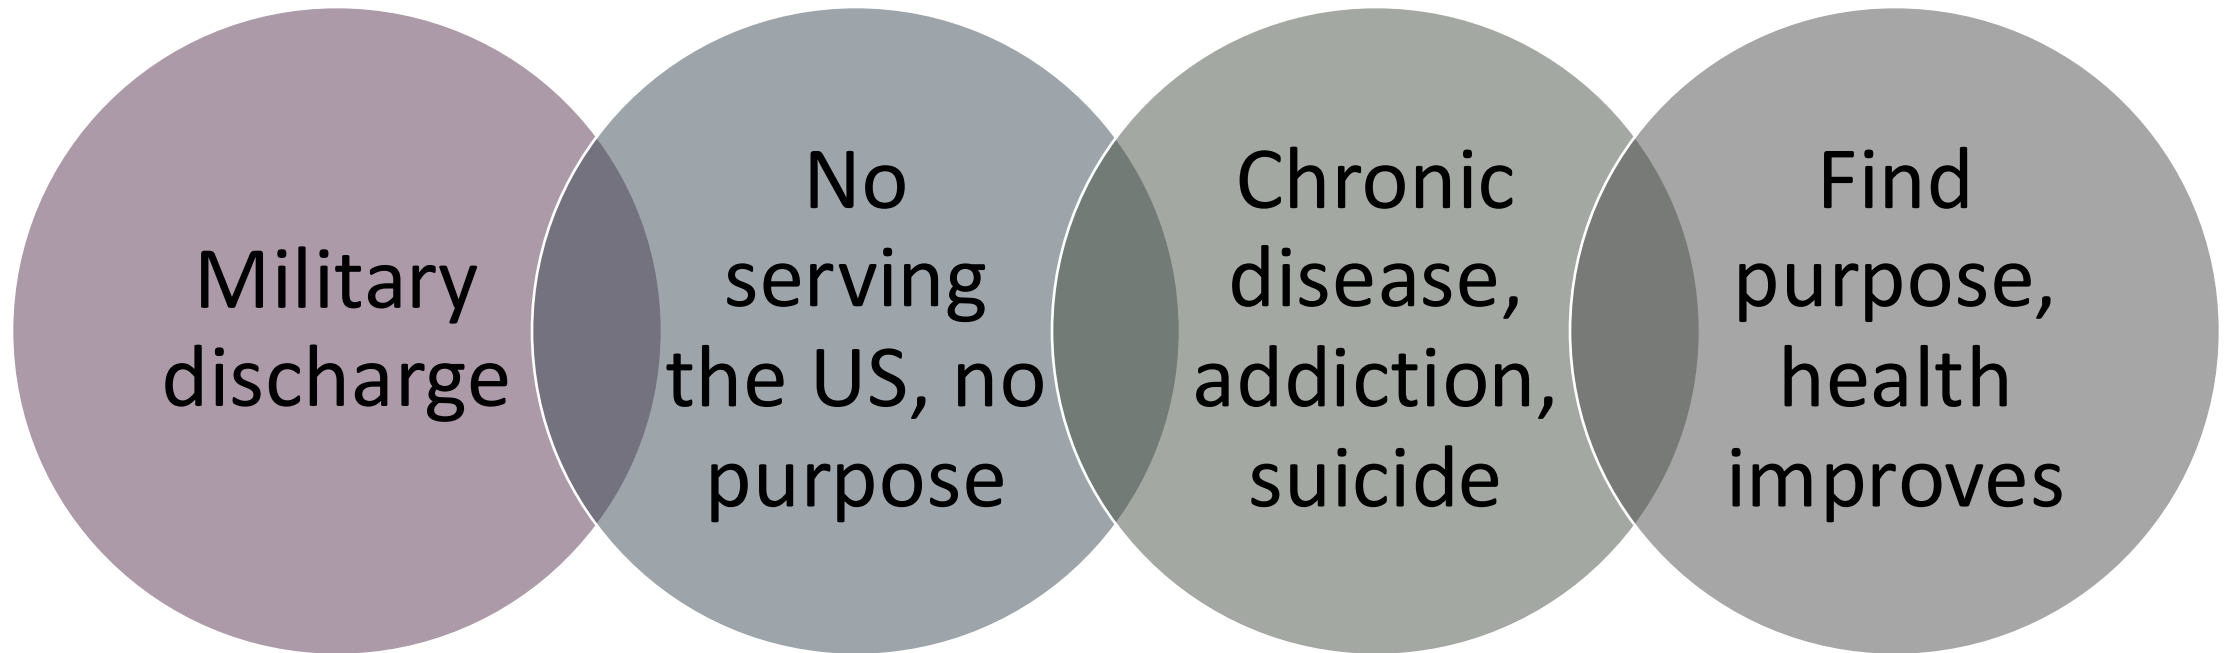 Military
discharge
No
serving
the US, no
purpose
Chronic
disease,
addiction,
suicide
Find
purpose,
health
improves